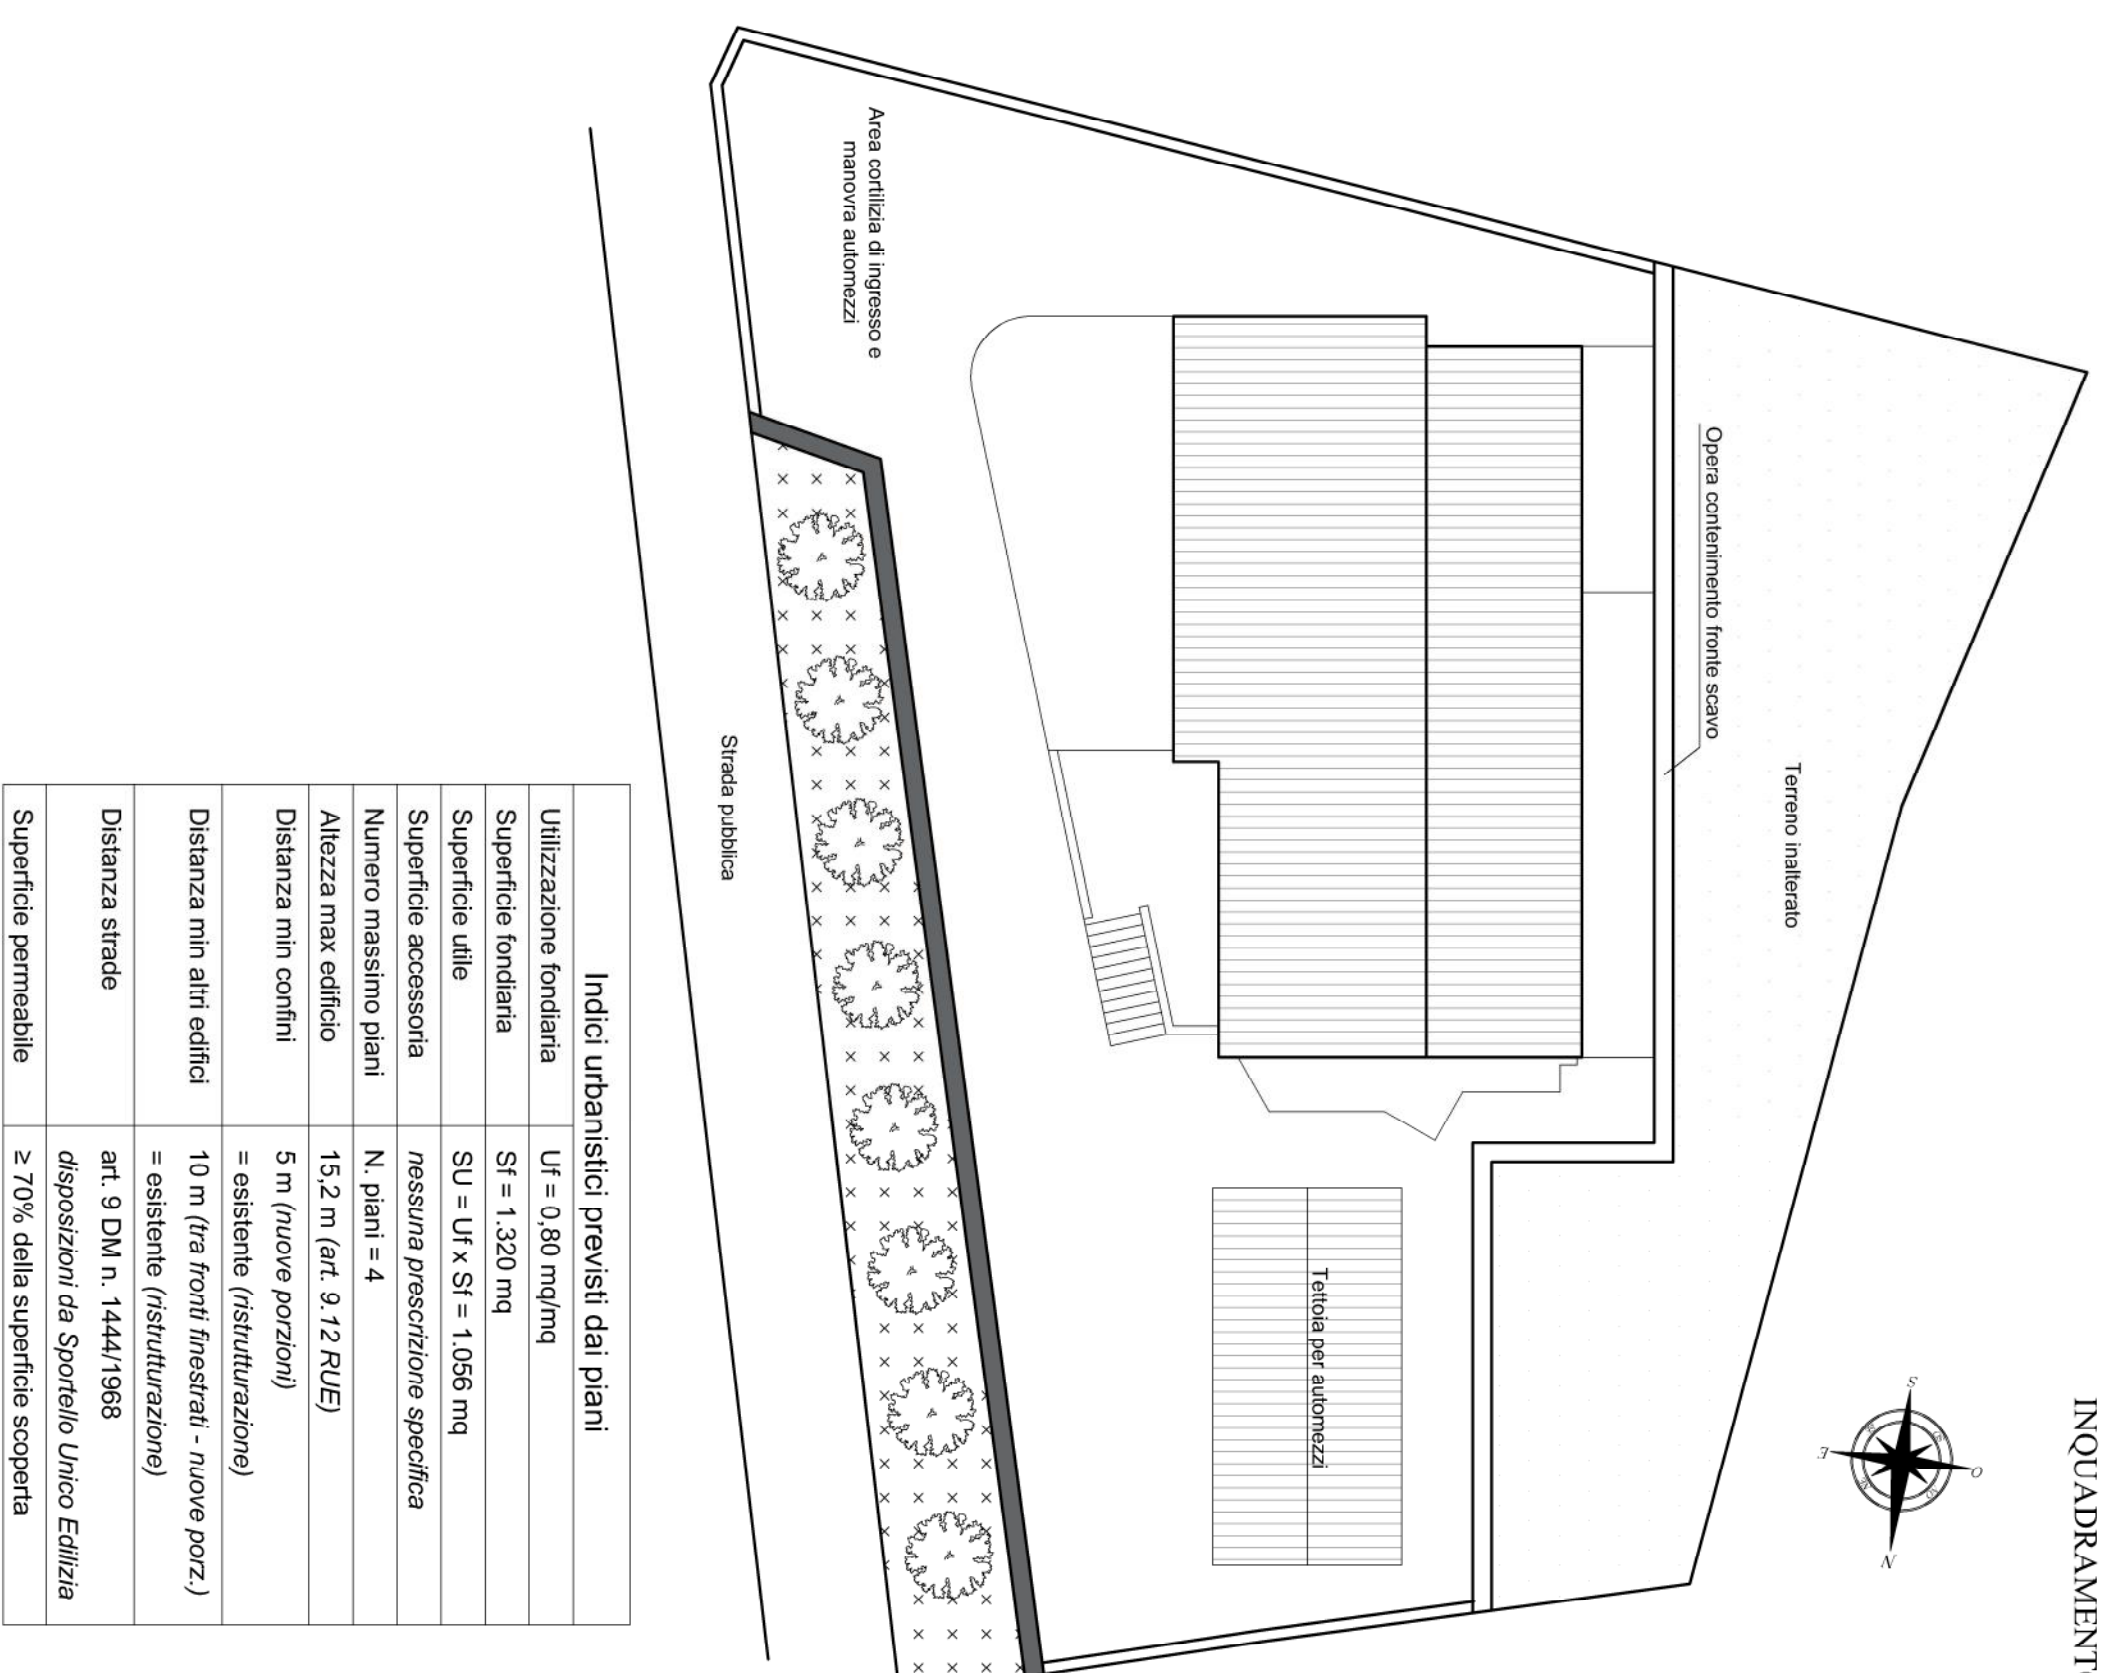 INQUADRAMENTO
S
E
O
N
Terreno inalterato
Opera contenimento fronte scavo
Tettoia per automezzi
Area cortilizia di ingresso e
manovra automezzi
Strada pubblica
Indici urbanistici previsti dai piani
Utilizzazione fondiaria Uf = 0,80 mq/mq
Superficie fondiaria Sf = 1.320 mq
Superficie utile SU = Uf x Sf = 1.056 mq
Superficie accessoria nessuna prescrizione specifica
Numero massimo piani N. piani = 4
Altezza max edificio 15,2 m (art. 9.12 RUE)
Distanza min confini 5 m (nuove porzioni)
= esistente (ristrutturazione)
Distanza min altri edifici 10 m (tra fronti finestrati - nuove porz.)
= esistente (ristrutturazione)
Distanza strade art. 9 DM n. 1444/1968
disposizioni da Sportello Unico Edilizia
Superficie permeabile ≥ 70% della superficie scoperta